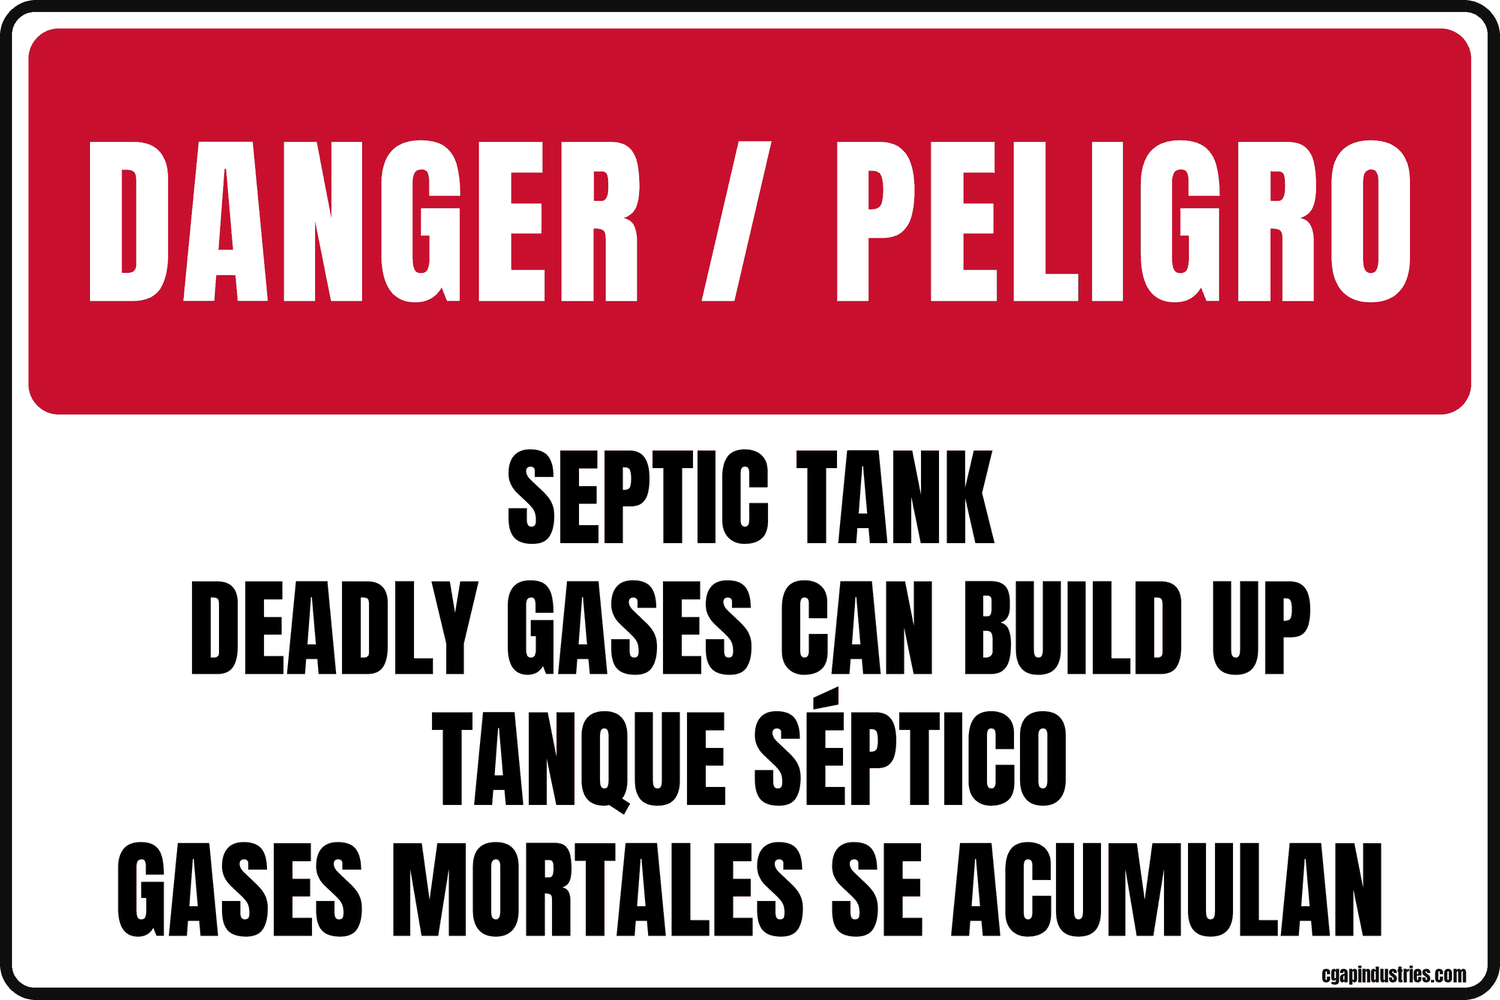 DANGER / PELIGRO
SEPTIC TANK
DEADLY GASES CAN BUILD UP
TANQUE SÉPTICO
GASES MORTALES SE ACUMULAN
cgapindustries.com